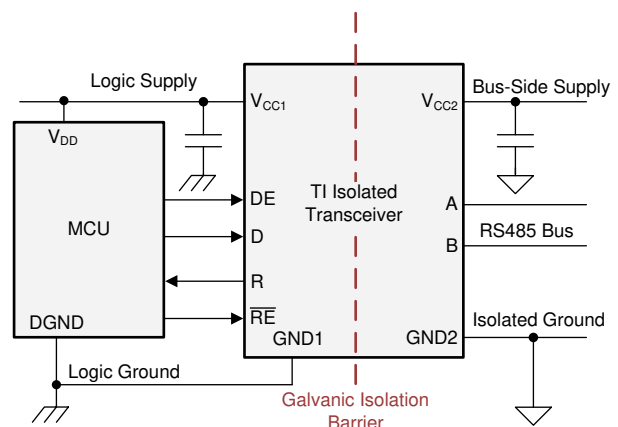 Logic Supply
VCC1
VCC2
Bus-Side Supply
VDD
MCU
DE
D
R
RE
TI Isolated
Transceiver
A
RS485 Bus
B
DGND
GND1
GND2
Isolated Ground
Logic Ground
Galvanic Isolation
Barrier